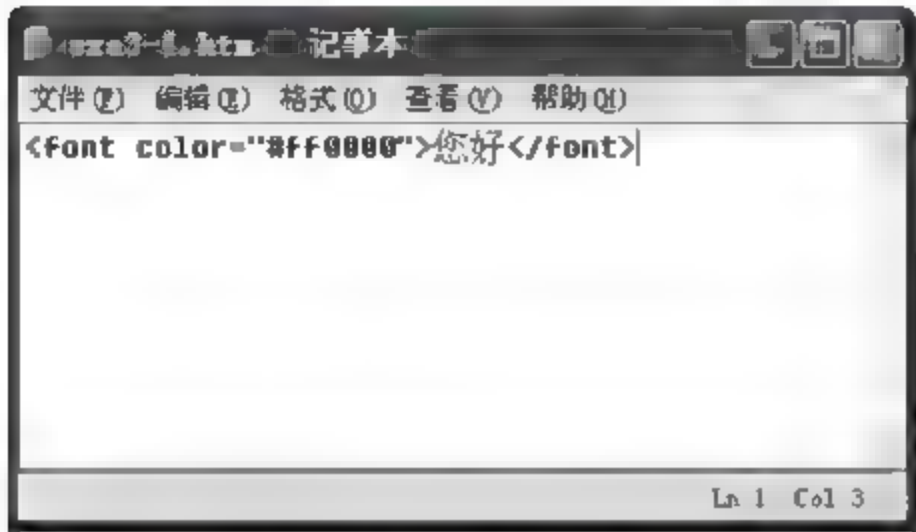 记事本
文件(F) 编辑(E) 格式(O) 查看(V) 帮助(H)
<font color="#ff0000">您好</font>
Ln 1 Col 3